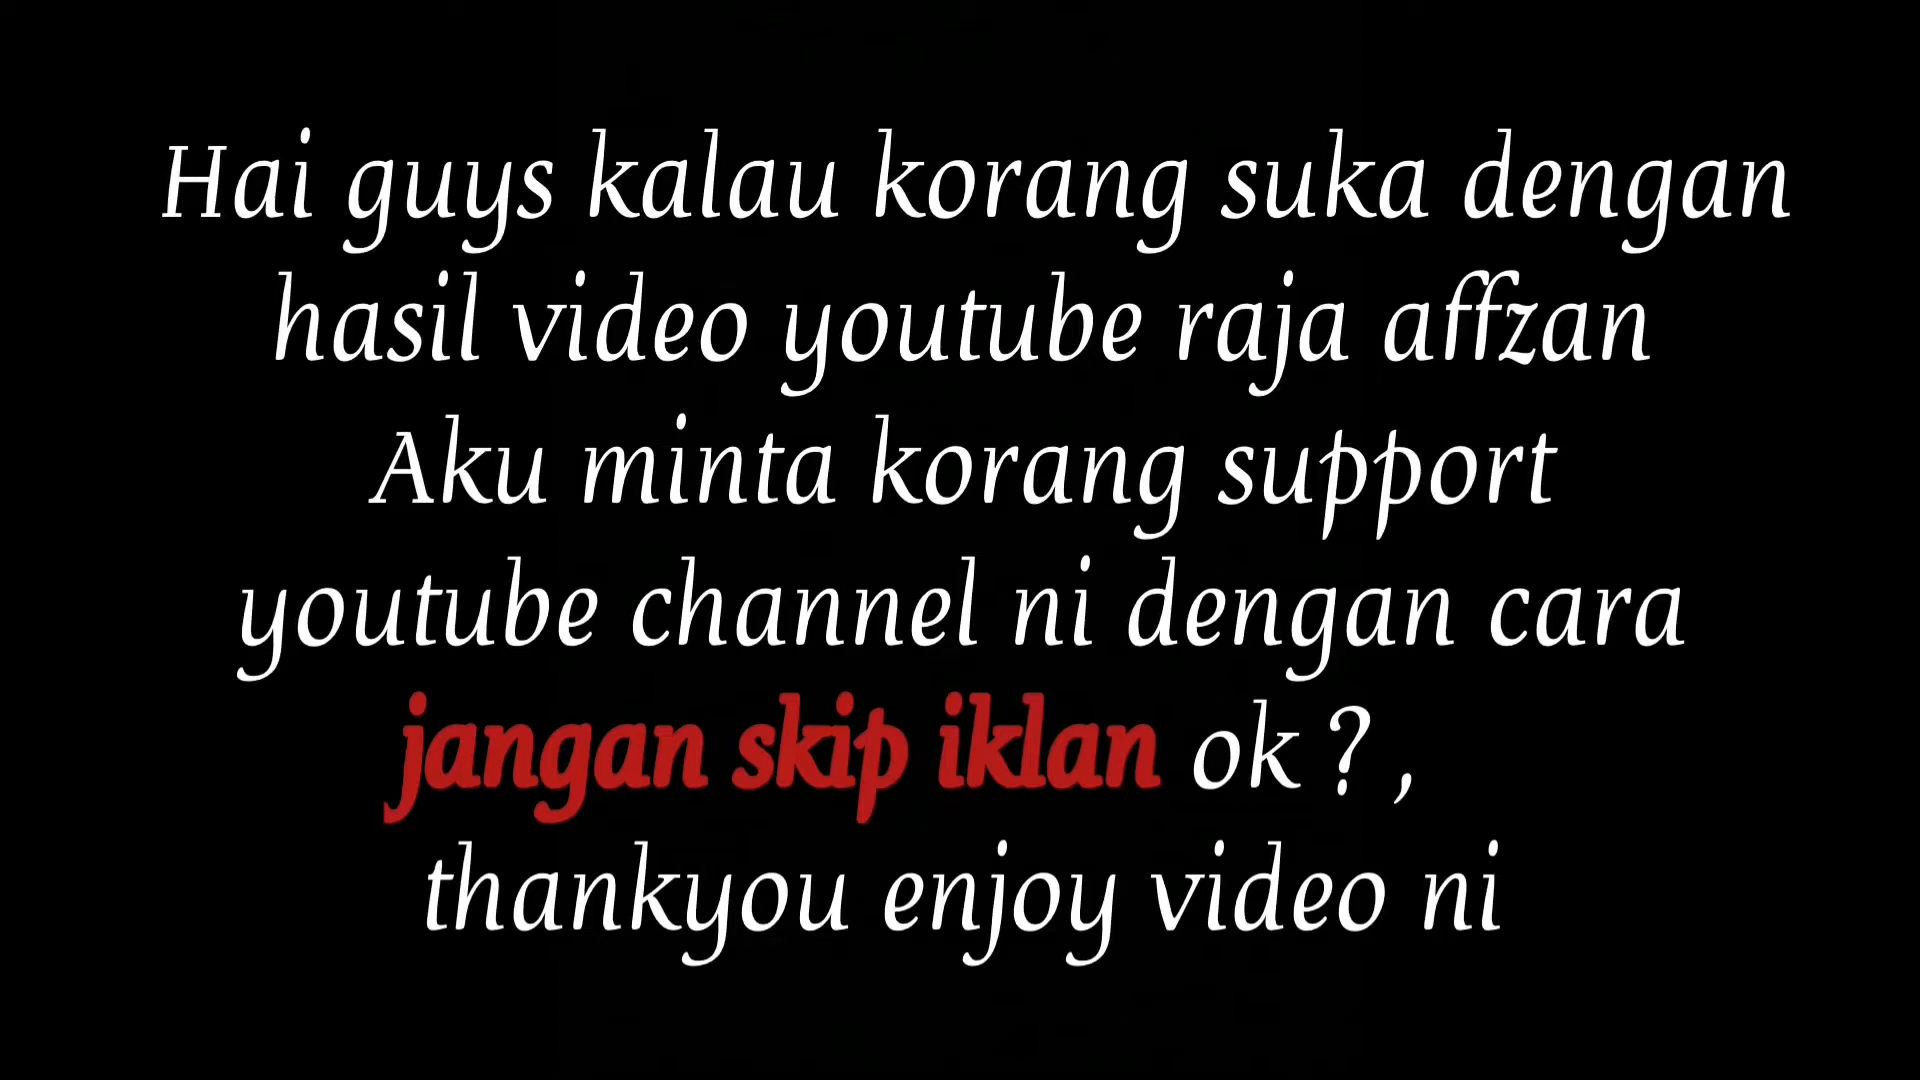 Hai guys kalau korang suka dengan
hasil video youtube raja affzan
Aku minta korang support
youtube channel ni dengan cara
jangan skip iklan ok ? ,
thankyou enjoy video ni